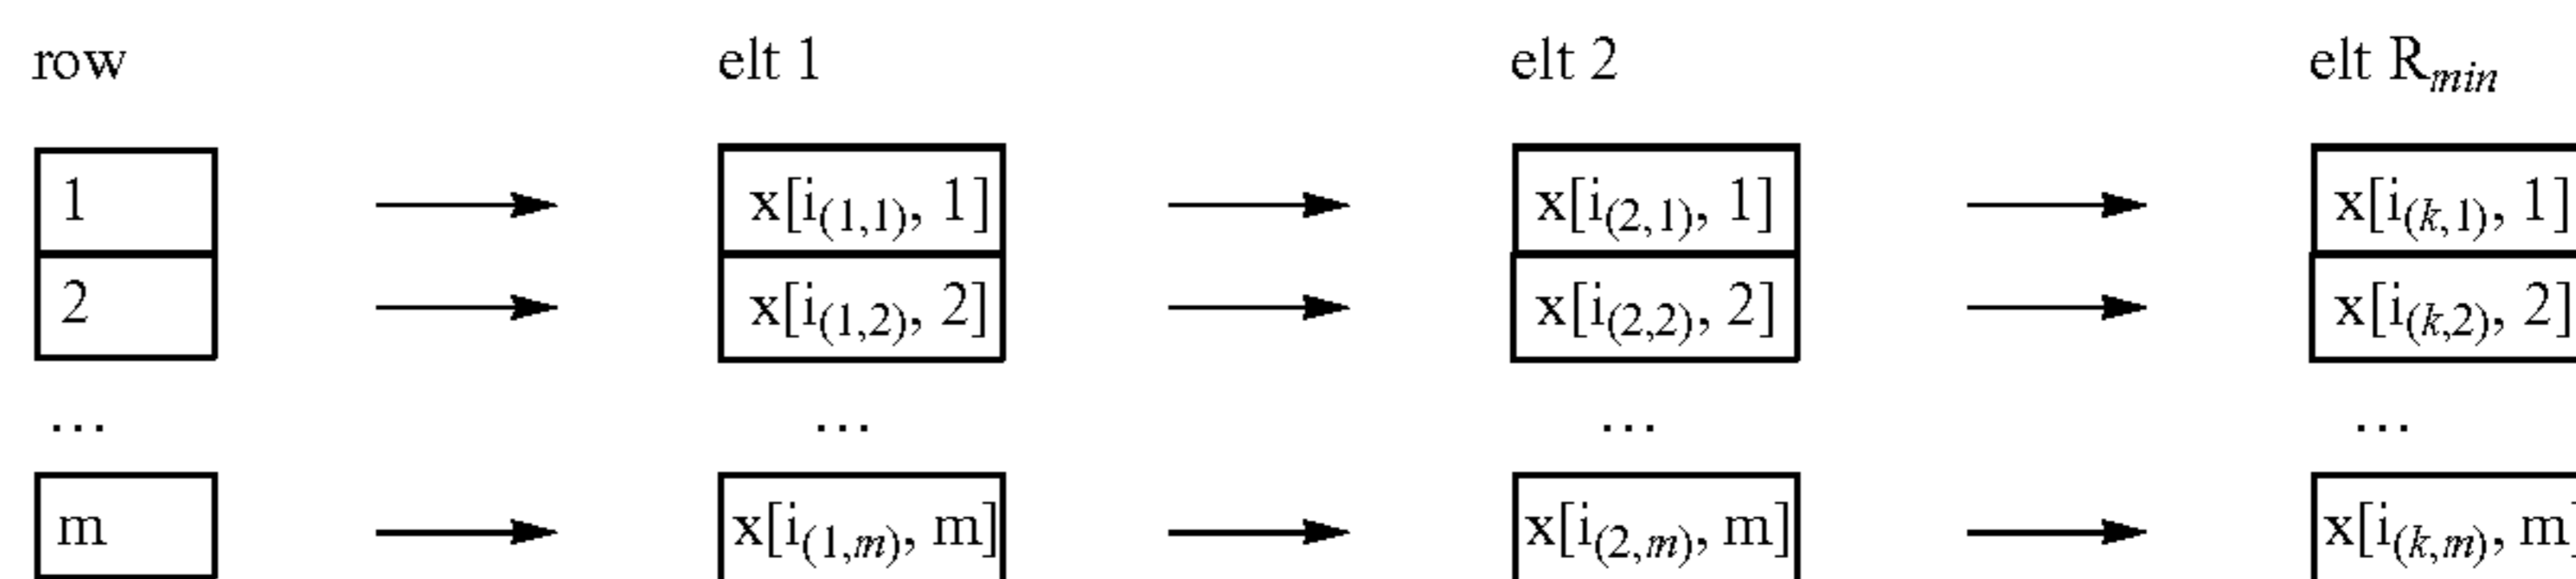 row elt 1 elt 2 elt R_min
1 x[i_(1,1), 1] x[i_(2,1), 1] x[i_(k,1), 1]
2 x[i_(1,2), 2] x[i_(2,2), 2] x[i_(k,2), 2]
... ... ... ...
m x[i_(1,m), m] x[i_(2,m), m] x[i_(k,m), m]